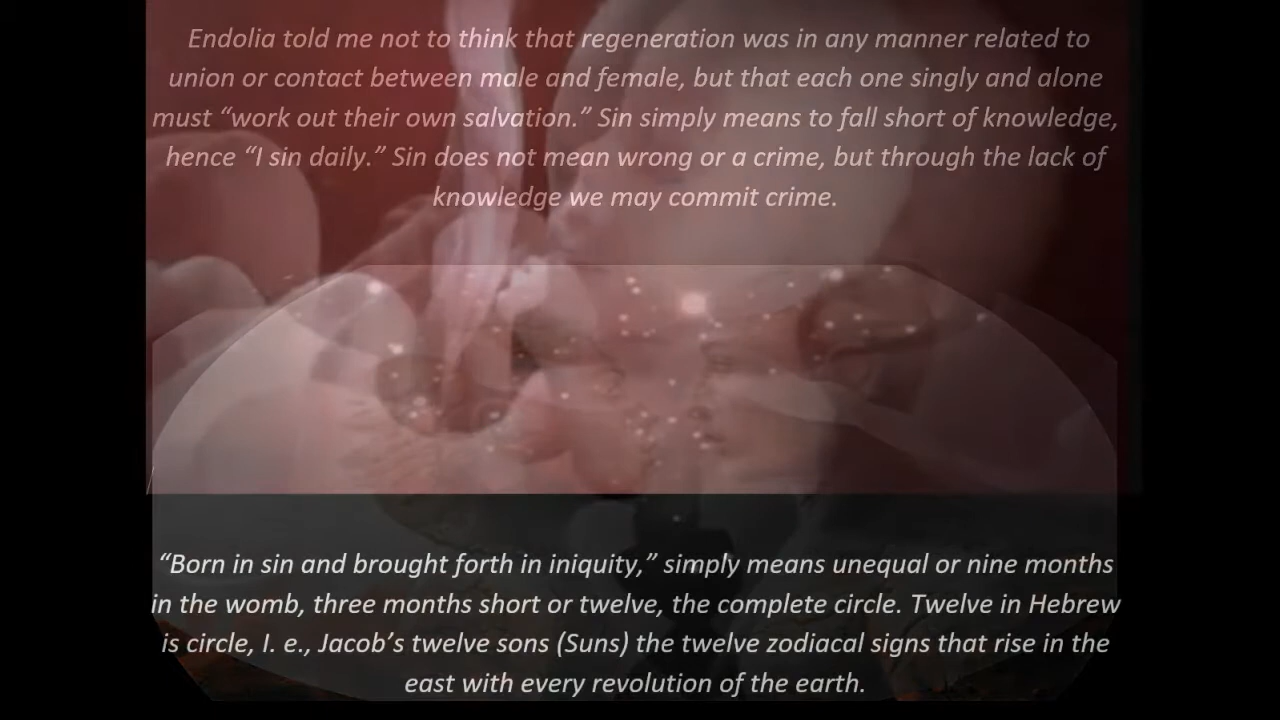 Endolia told me not to think that regeneration was in any manner related to
union or contact between male and female, but that each one singly and alone
must “work out their own salvation.” Sin simply means to fall short of knowledge,
hence “I sin daily.” Sin does not mean wrong or a crime, but through the lack of
knowledge we may commit crime.
“Born in sin and brought forth in iniquity,” simply means unequal or nine months
in the womb, three months short or twelve, the complete circle. Twelve in Hebrew
is circle, I. e., Jacob’s twelve sons (Suns) the twelve zodiacal signs that rise in the
east with every revolution of the earth.